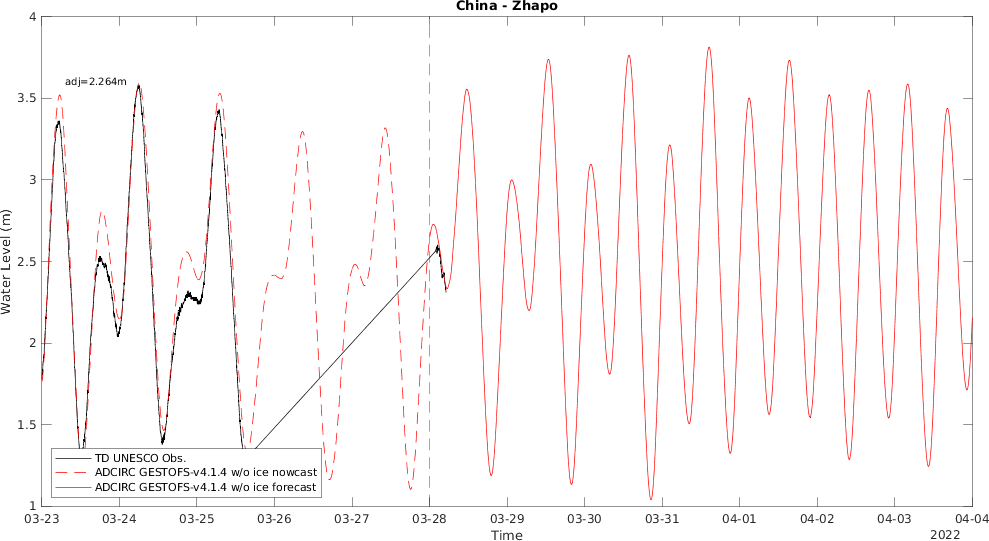 China - Zhapo
4
3.5
3
2.5
2
1.5
1
Water Level (m)
adj=2.264m
TD UNESCO Obs.
ADCIRC GESTOFS-v4.1.4 w/o ice nowcast
ADCIRC GESTOFS-v4.1.4 w/o ice forecast
03-23 03-24 03-25 03-26 03-27 03-28 03-29 03-30 03-31 04-01 04-02 04-03 04-04
Time
2022